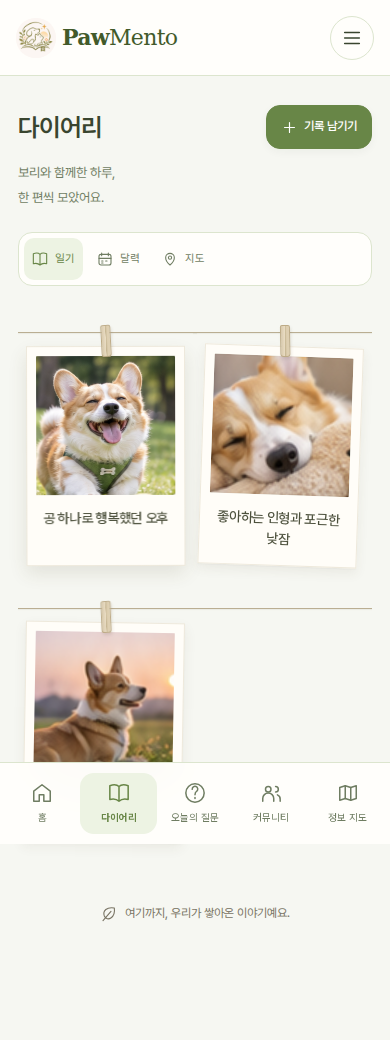 PawMento
다이어리
기록 남기기
보리와 함께한 하루,
한 편씩 모았어요.
일기
달력
지도
공 하나로 행복했던 오후
좋아하는 인형과 포근한
낮잠
홈
다이어리
오늘의 질문
커뮤니티
정보 지도
여기까지, 우리가 쌓아온 이야기예요.